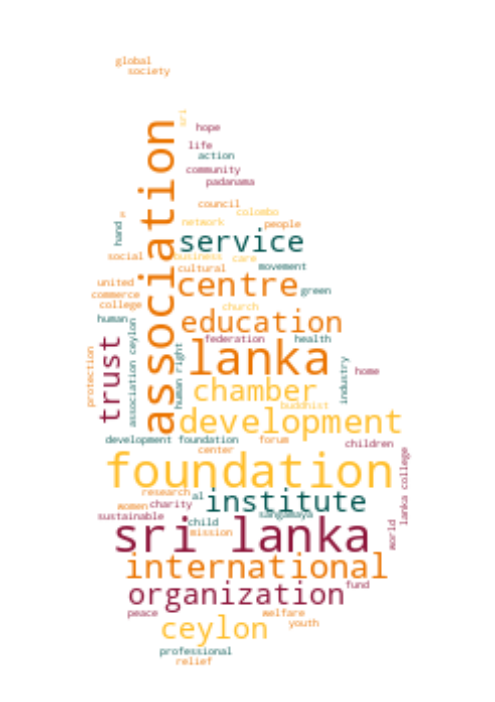 global
society
sri
hope
life
action
community
padanama
council
colombo
network
people
hand
association
service
social
business
care
cultural
movement
united
centre
green
commerce
college
church
human
education
federation
health
trust
association ceylon
human right
lanka
protection
industry
home
chamber
buddhist
development
development foundation
forum
children
center
foundation
lanka college
research
al
institute
women
charity
sustainable
sangamaya
child
mission
world
sri lanka
international
fund
organization
peace
welfare
youth
ceylon
professional
relief